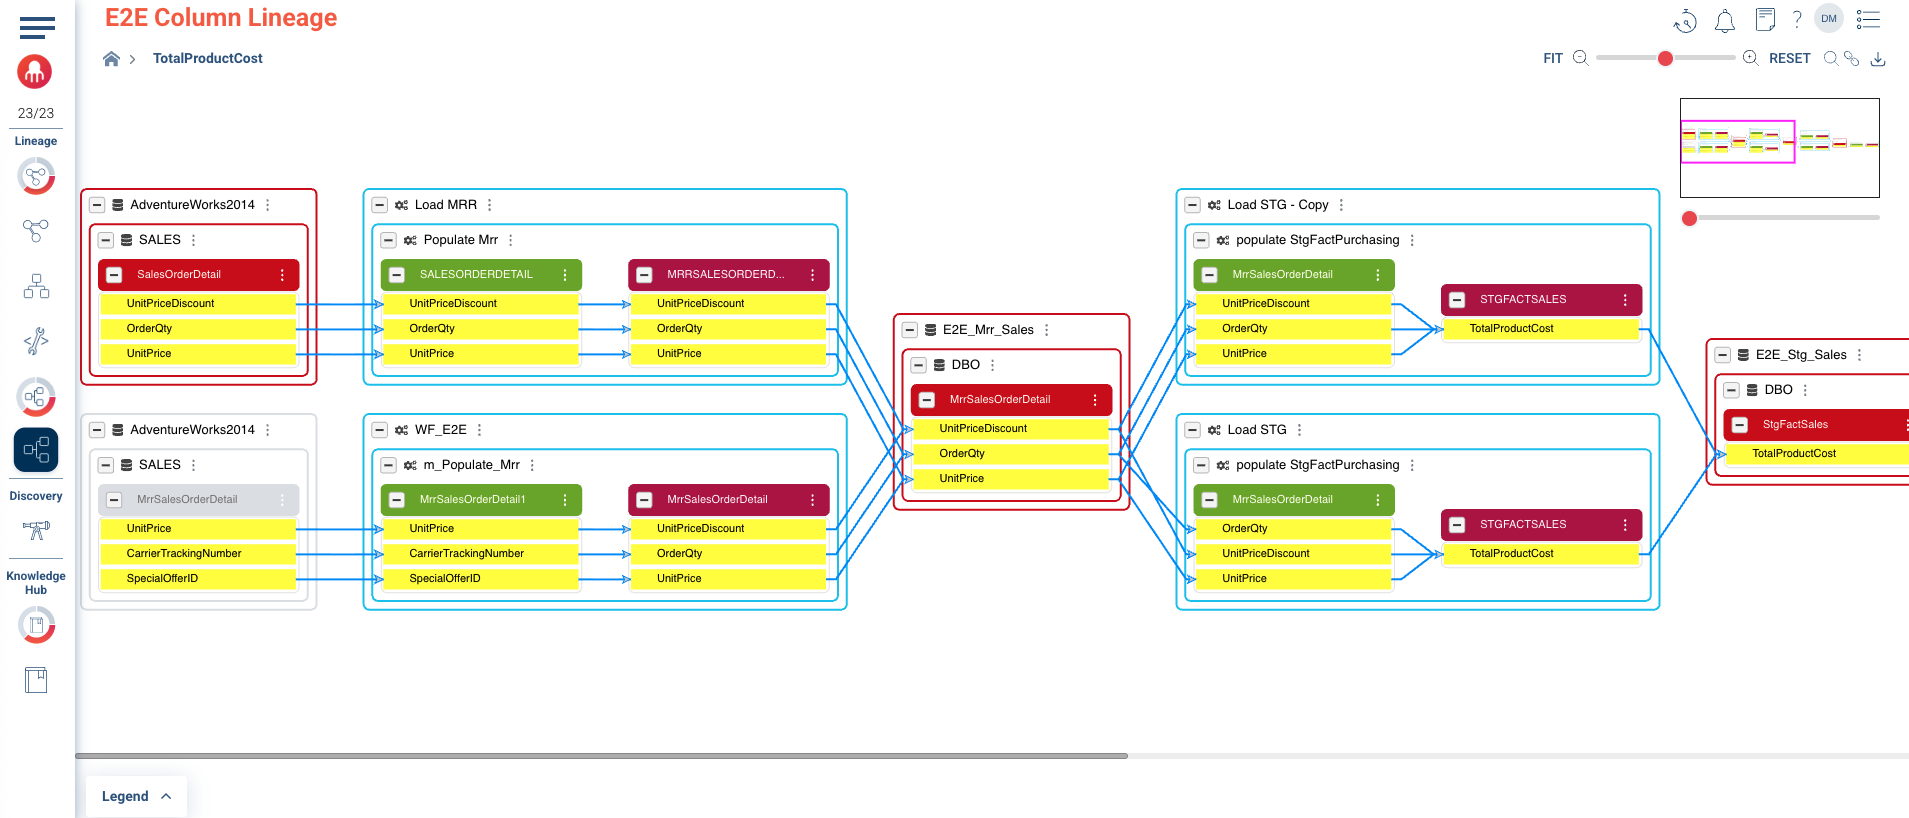 E2E Column Lineage
DM
TotalProductCost
FIT
RESET
23/23
Lineage
Discovery
Knowledge
Hub
AdventureWorks2014
SALES
SalesOrderDetail
UnitPriceDiscount
OrderQty
UnitPrice
AdventureWorks2014
SALES
MrrSalesOrderDetail
UnitPrice
CarrierTrackingNumber
SpecialOfferID
Load MRR
Populate Mrr
SALESORDERDETAIL
UnitPriceDiscount
OrderQty
UnitPrice
MRRSALESORDERD...
UnitPriceDiscount
OrderQty
UnitPrice
WF_E2E
m_Populate_Mrr
MrrSalesOrderDetail1
UnitPrice
CarrierTrackingNumber
SpecialOfferID
MrrSalesOrderDetail
UnitPriceDiscount
OrderQty
UnitPrice
E2E_Mrr_Sales
DBO
MrrSalesOrderDetail
UnitPriceDiscount
OrderQty
UnitPrice
Load STG - Copy
populate StgFactPurchasing
MrrSalesOrderDetail
UnitPriceDiscount
OrderQty
UnitPrice
STGFACTSALES
TotalProductCost
Load STG
populate StgFactPurchasing
MrrSalesOrderDetail
OrderQty
UnitPriceDiscount
UnitPrice
STGFACTSALES
TotalProductCost
E2E_Stg_Sales
DBO
StgFactSales
TotalProductCost
Legend